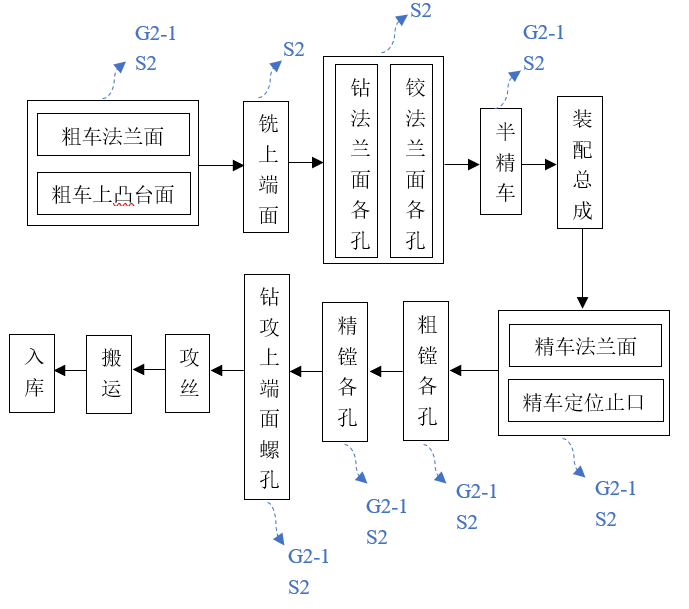 G2-1
S2
粗车法兰面
粗车上凸台面
S2
铣上端面
S2
钻法兰面各孔
铰法兰面各孔
G2-1
S2
半精车
装配总成
精车法兰面
精车定位止口
G2-1
S2
粗镗各孔
G2-1
S2
精镗各孔
G2-1
S2
钻攻上端面螺孔
G2-1
S2
攻丝
搬运
入库